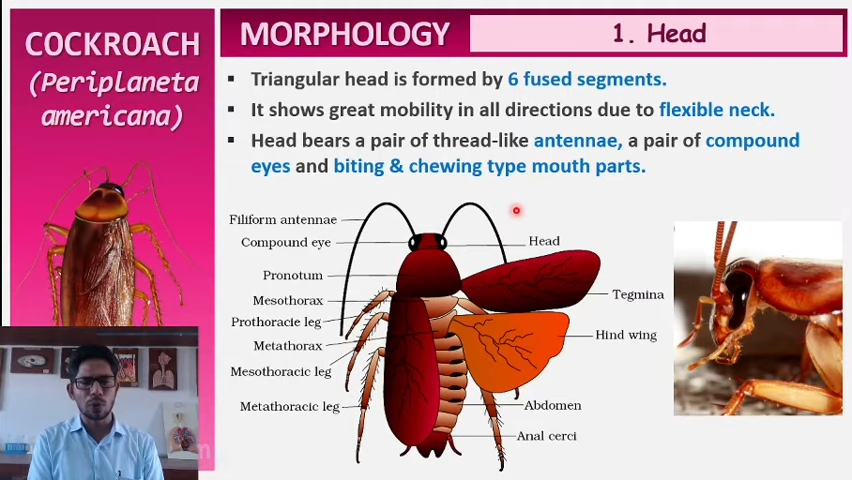 COCKROACH
(Periplaneta
americana)
MORPHOLOGY
1. Head
▪ Triangular head is formed by 6 fused segments.
▪ It shows great mobility in all directions due to flexible neck.
▪ Head bears a pair of thread-like antennae, a pair of compound
eyes and biting & chewing type mouth parts.
Filiform antennae
Compound eye
Head
Pronotum
Tegmina
Mesothorax
Prothoracie leg
Hind wing
Metathorax
Mesothoracic leg
Metathoracic leg
Abdomen
Anal cerci